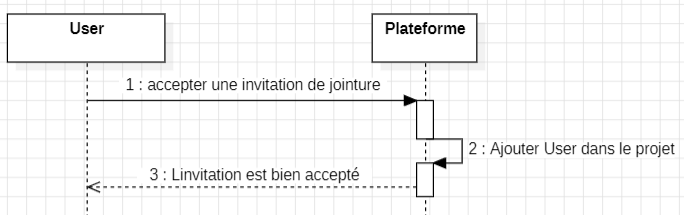 User
Plateforme
1 : accepter une invitation de jointure
2 : Ajouter User dans le projet
3 : Linvitation est bien accepté